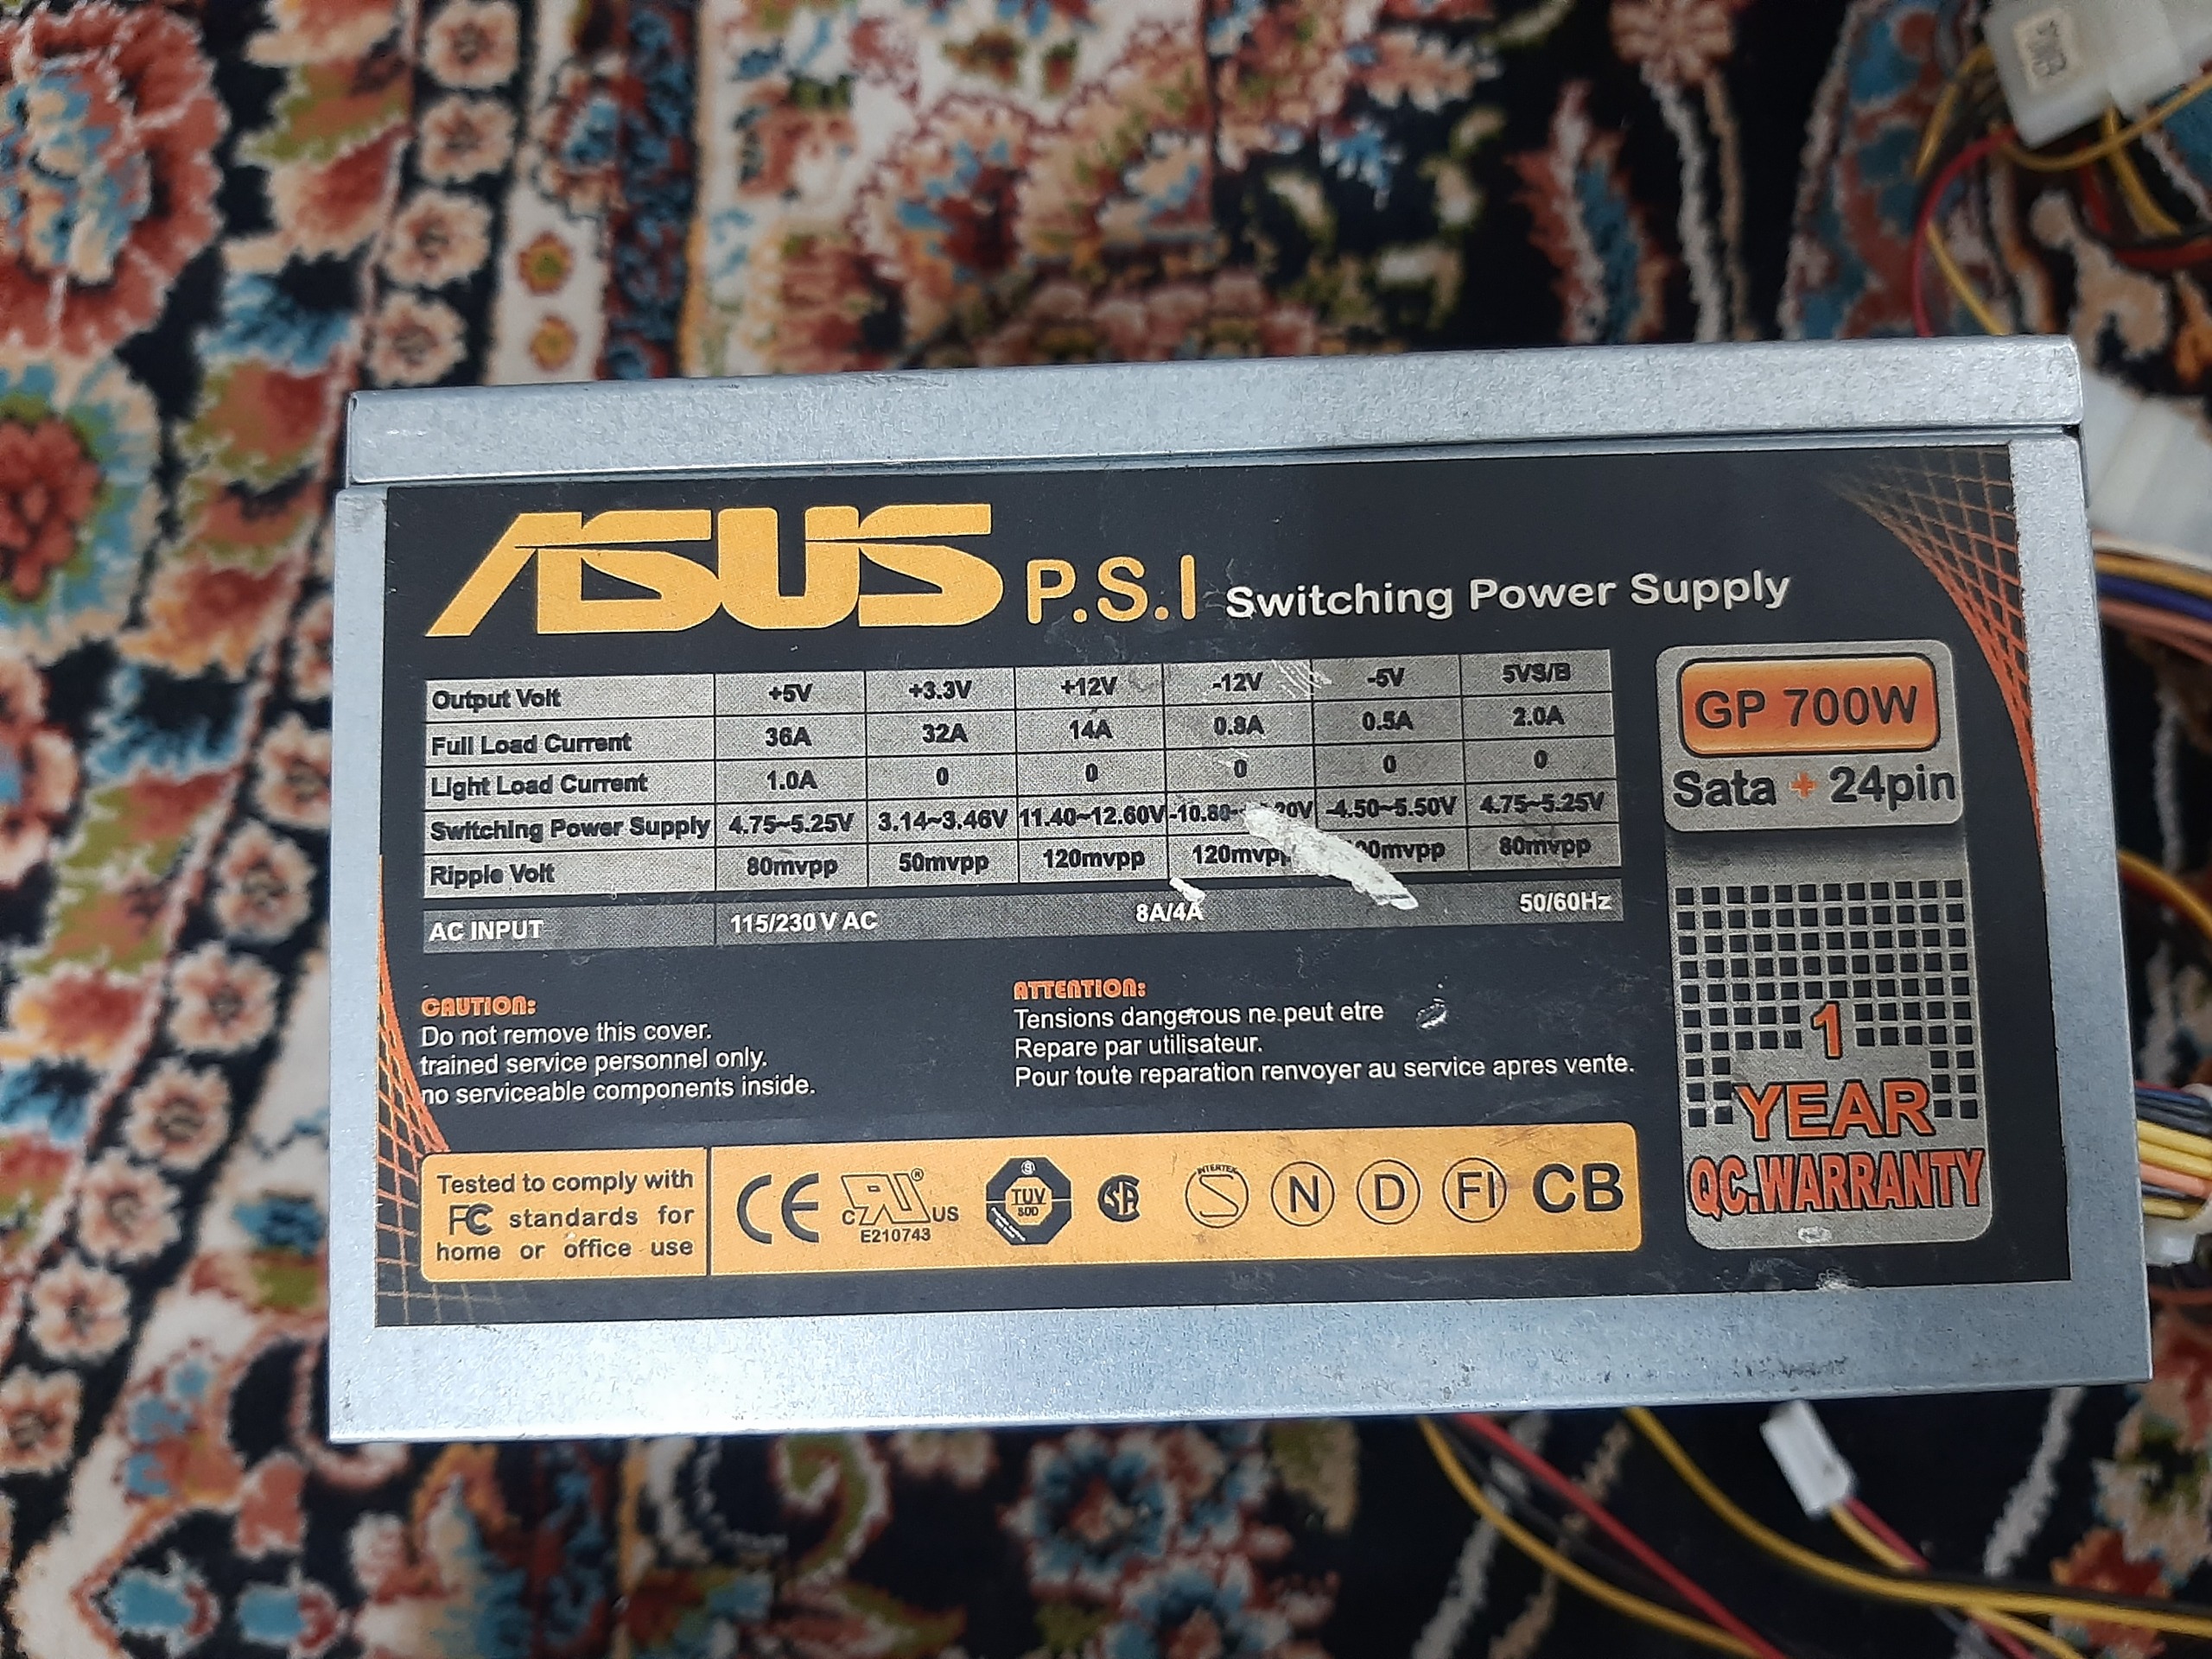 ASUS P.S.I Switching Power Supply
Output Volt +5V +3.3V +12V -12V -5V 5VS/B
Full Load Current 36A 32A 14A 0.8A 0.5A 2.0A
Light Load Current 1.0A 0 0 0 0 0
Switching Power Supply 4.75~5.25V 3.14~3.46V 11.40~12.60V -4.50~5.50V 4.75~5.25V
Ripple Volt 80mvpp 50mvpp 120mvpp 120mvpp 80mvpp
AC INPUT 115/230 V AC 8A/4A 50/60Hz
GP 700W
Sata + 24pin
CAUTION:
Do not remove this cover.
trained service personnel only.
no serviceable components inside.
ATTENTION:
Tensions dangerous ne peut etre
Repare par utilisateur.
Pour toute reparation renvoyer au service apres vente.
1
YEAR
QC.WARRANTY
Tested to comply with
FC standards for
home or office use
CE
C RU US
E210743
TUV
SUD
SA
INTERTEK
S
N
D
FI
CB